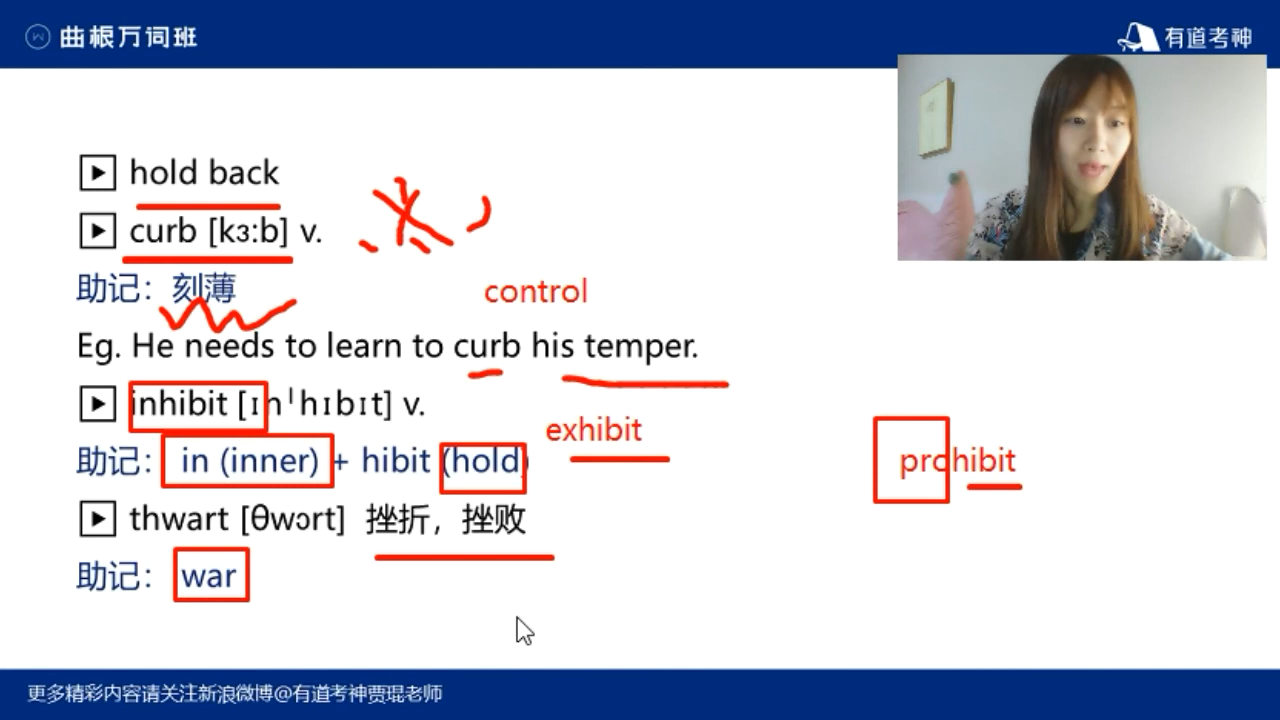 曲根万词班
有道考神
hold back
curb [kɜ:b] v.
助记：刻薄
control
Eg. He needs to learn to curb his temper.
inhibit [ɪnˈhɪbɪt] v.
exhibit
助记： in (inner) + hibit (hold)
prohibit
thwart [θwɔrt] 挫折，挫败
助记： war
更多精彩内容请关注新浪微博@有道考神贾琨老师